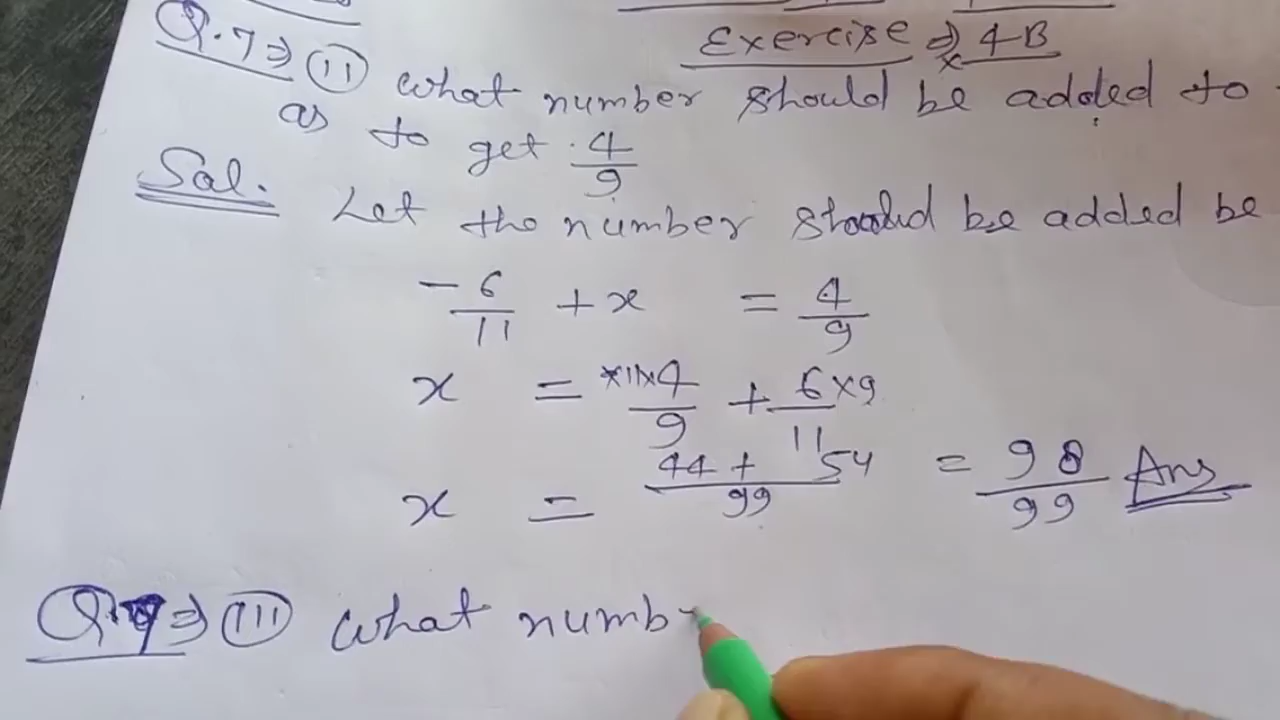 Exercise ⇒ 4B
Q.7⇒ (ii) What number should be added to
as to get 4/9
Sol. Let the number should be added be
-6/11 + x = 4/9
x = ×11×4/9 + 6×9/11
x = 44+54/99 = 98/99 Ans
Q.7⇒ (iii) What numb